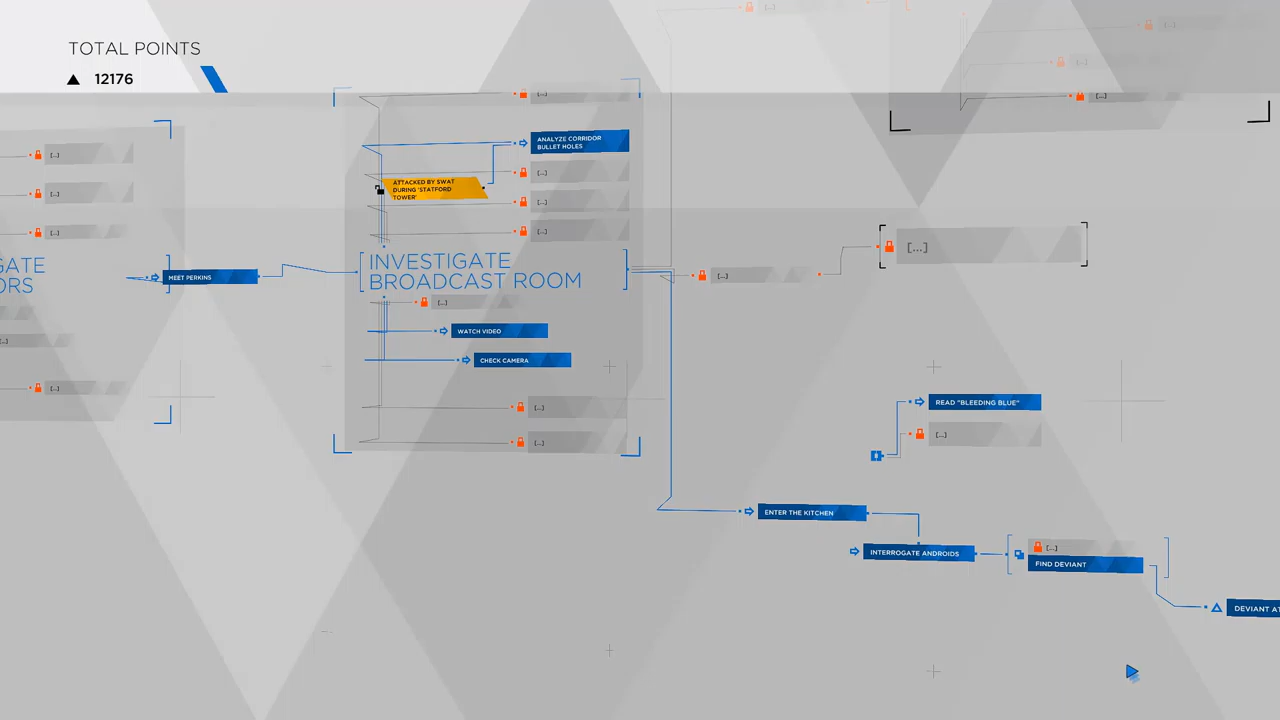 TOTAL POINTS
12176
[...]
[...]
[...]
[...]
[...]
[...]
ANALYZE CORRIDOR
BULLET HOLES
[...]
[...]
ATTACKED BY SWAT
DURING 'STATFORD
TOWER'
[...]
[...]
[...]
[...]
[...]
GATE
ORS
MEET PERKINS
INVESTIGATE
BROADCAST ROOM
[...]
[...]
[...]
WATCH VIDEO
[...]
CHECK CAMERA
[...]
[...]
[...]
READ "BLEEDING BLUE"
[...]
ENTER THE KITCHEN
INTERROGATE ANDROIDS
[...]
FIND DEVIANT
DEVIANT AT